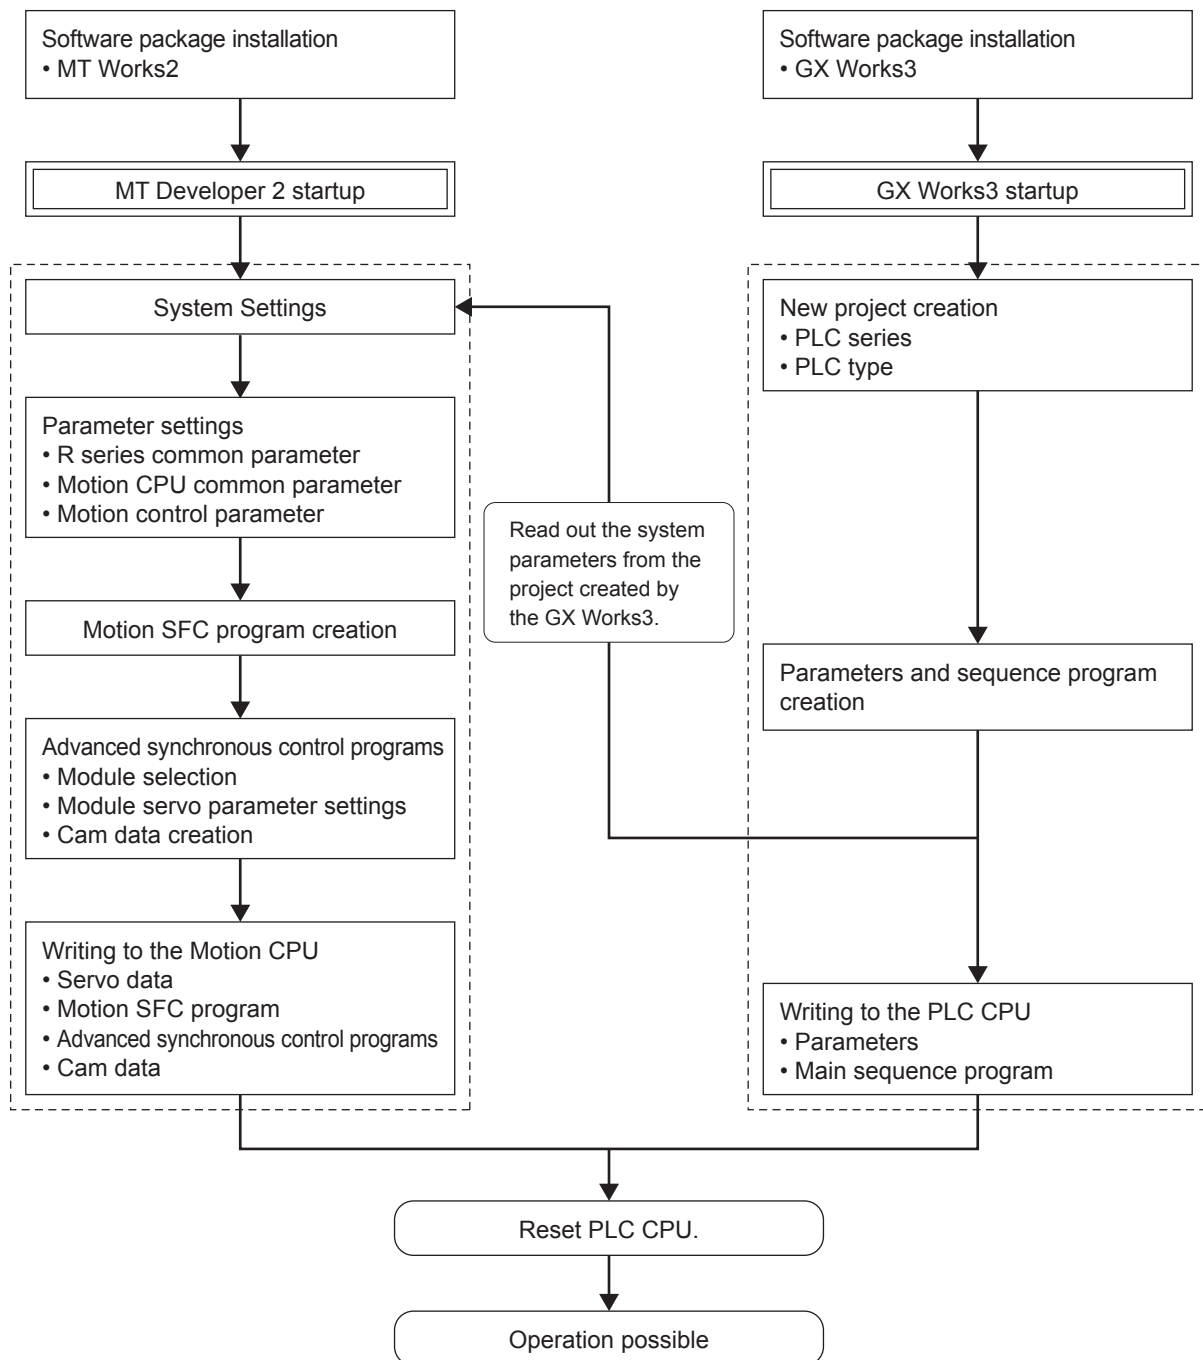 Software package installation
• MT Works2
MT Developer 2 startup
System Settings
Parameter settings
• R series common parameter
• Motion CPU common parameter
• Motion control parameter
Motion SFC program creation
Advanced synchronous control programs
• Module selection
• Module servo parameter settings
• Cam data creation
Writing to the Motion CPU
• Servo data
• Motion SFC program
• Advanced synchronous control programs
• Cam data
Read out the system
parameters from the
project created by
the GX Works3.
Software package installation
• GX Works3
GX Works3 startup
New project creation
• PLC series
• PLC type
Parameters and sequence program
creation
Writing to the PLC CPU
• Parameters
• Main sequence program
Reset PLC CPU.
Operation possible